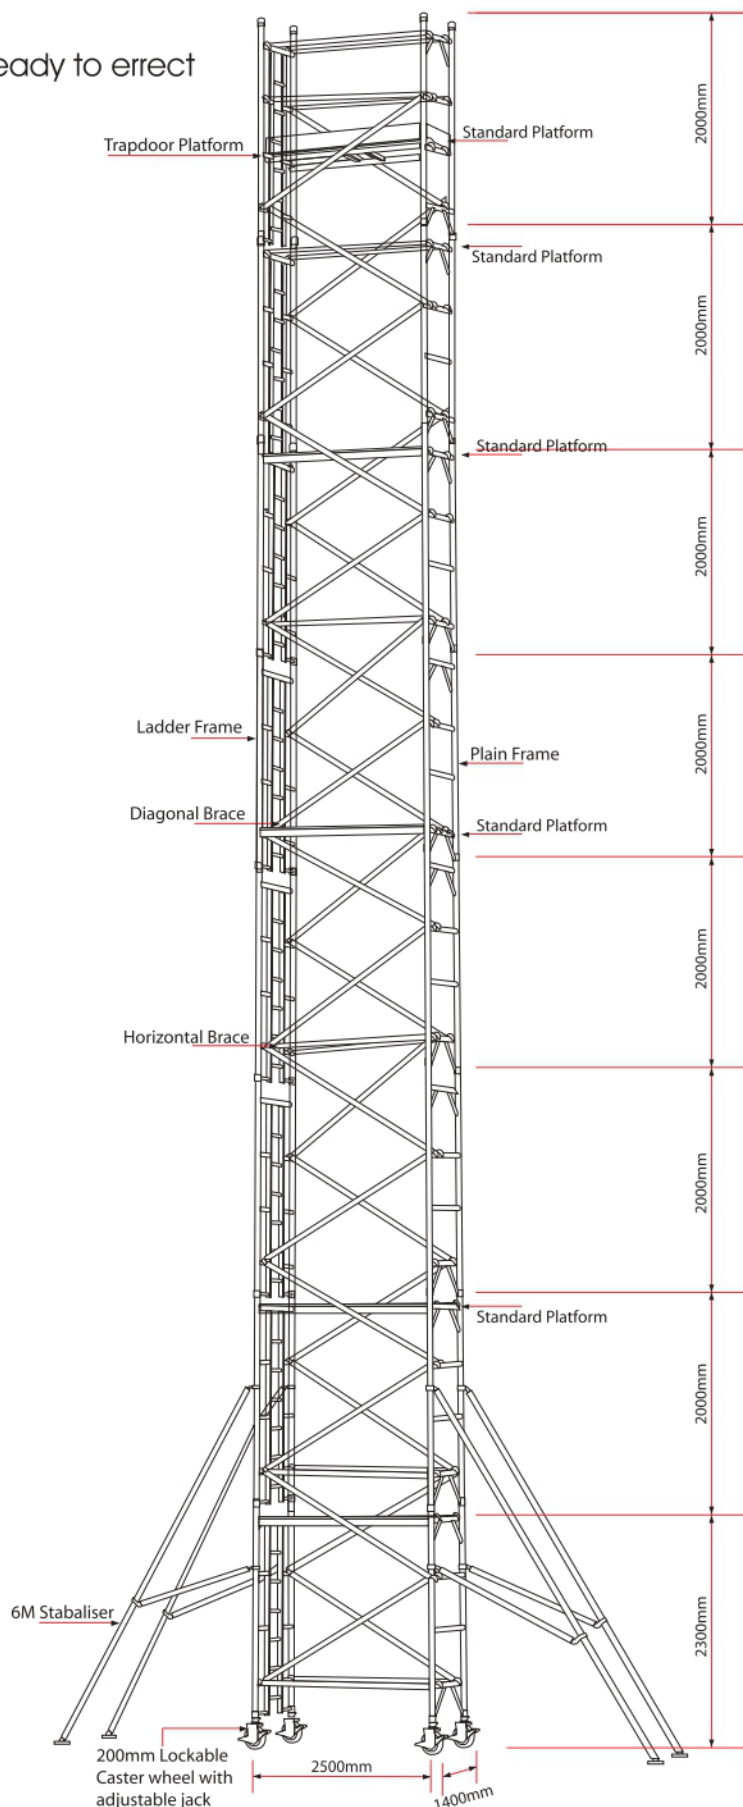 eady to errect
2000mm
Trapdoor Platform
Standard Platform
Standard Platform
2000mm
Standard Platform
2000mm
Ladder Frame
2000mm
Plain Frame
Diagonal Brace
Standard Platform
2000mm
Horizontal Brace
2000mm
Standard Platform
2000mm
6M Stabaliser
2300mm
200mm Lockable
Caster wheel with
adjustable jack
2500mm
1400mm